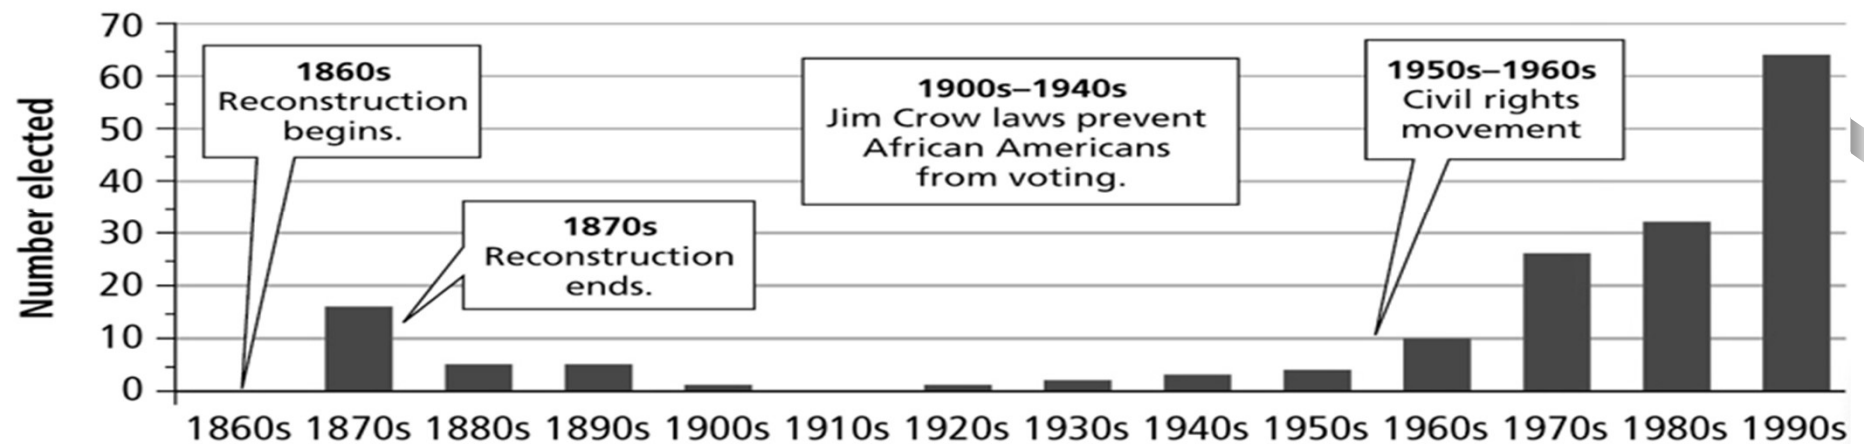 Number elected
70
60
50
40
30
20
10
0
1860s
Reconstruction
begins.
1870s
Reconstruction
ends.
1900s–1940s
Jim Crow laws prevent
African Americans
from voting.
1950s–1960s
Civil rights
movement
1860s 1870s 1880s 1890s 1900s 1910s 1920s 1930s 1940s 1950s 1960s 1970s 1980s 1990s